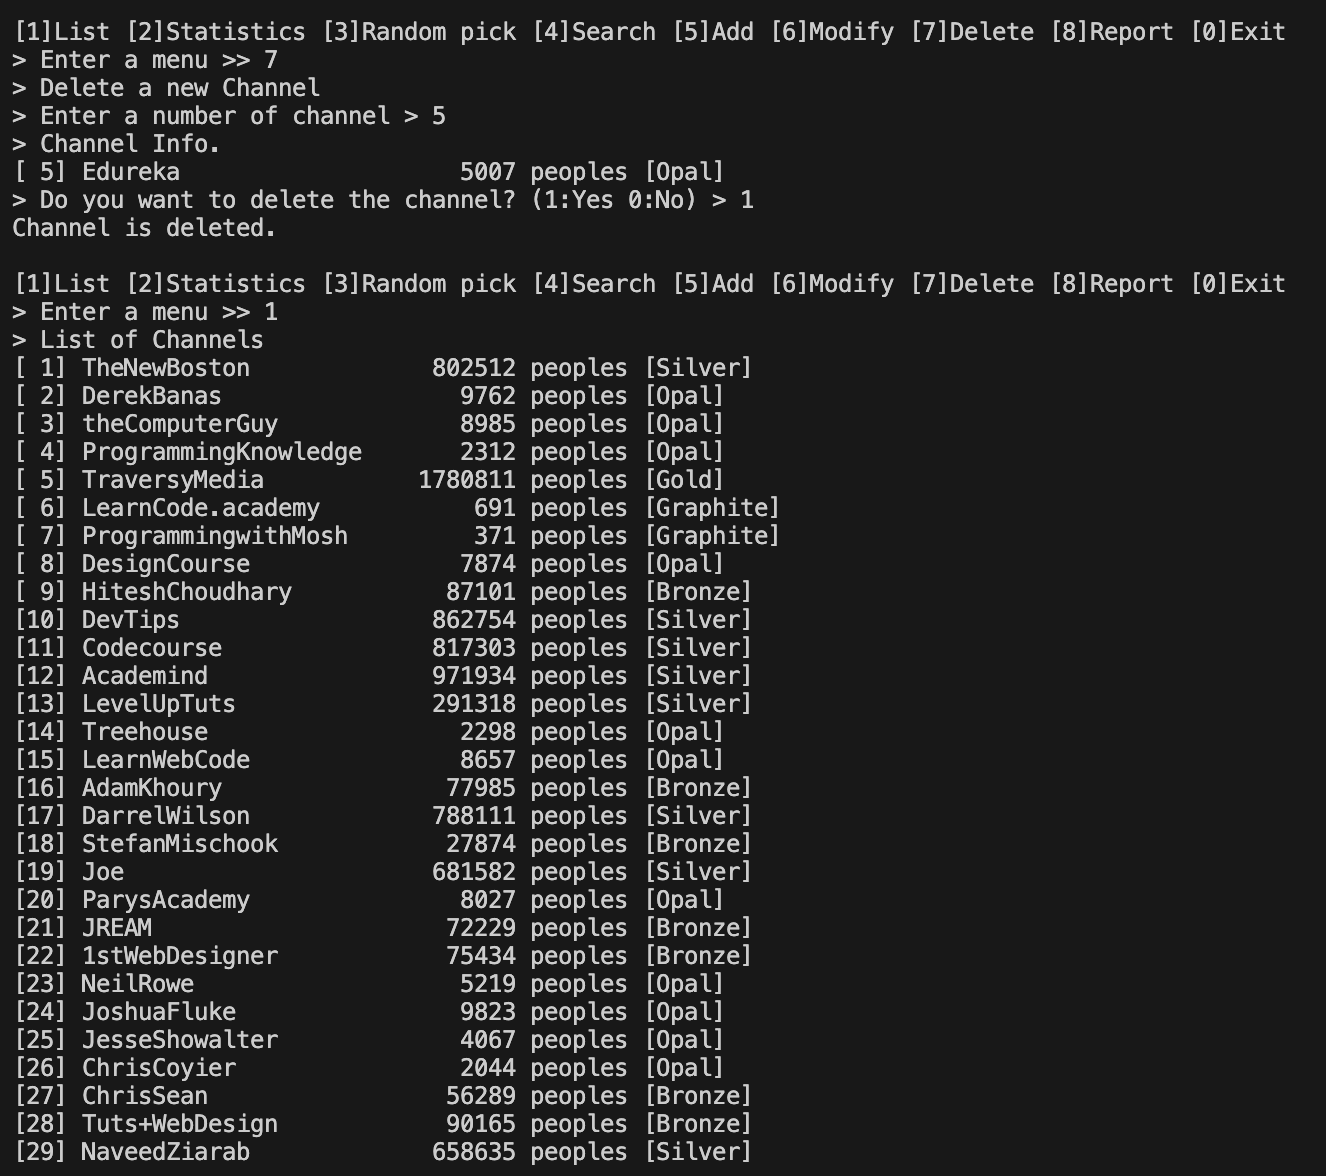 [1]List [2]Statistics [3]Random pick [4]Search [5]Add [6]Modify [7]Delete [8]Report [0]Exit
> Enter a menu >> 7
> Delete a new Channel
> Enter a number of channel > 5
> Channel Info.
[ 5] Edureka                    5007 peoples [Opal]
> Do you want to delete the channel? (1:Yes 0:No) > 1
Channel is deleted.

[1]List [2]Statistics [3]Random pick [4]Search [5]Add [6]Modify [7]Delete [8]Report [0]Exit
> Enter a menu >> 1
> List of Channels
[ 1] TheNewBoston             802512 peoples [Silver]
[ 2] DerekBanas                 9762 peoples [Opal]
[ 3] theComputerGuy             8985 peoples [Opal]
[ 4] ProgrammingKnowledge       2312 peoples [Opal]
[ 5] TraversyMedia           1780811 peoples [Gold]
[ 6] LearnCode.academy           691 peoples [Graphite]
[ 7] ProgrammingwithMosh         371 peoples [Graphite]
[ 8] DesignCourse               7874 peoples [Opal]
[ 9] HiteshChoudhary           87101 peoples [Bronze]
[10] DevTips                  862754 peoples [Silver]
[11] Codecourse               817303 peoples [Silver]
[12] Academind                971934 peoples [Silver]
[13] LevelUpTuts              291318 peoples [Silver]
[14] Treehouse                  2298 peoples [Opal]
[15] LearnWebCode               8657 peoples [Opal]
[16] AdamKhoury                77985 peoples [Bronze]
[17] DarrelWilson             788111 peoples [Silver]
[18] StefanMischook            27874 peoples [Bronze]
[19] Joe                      681582 peoples [Silver]
[20] ParysAcademy               8027 peoples [Opal]
[21] JREAM                     72229 peoples [Bronze]
[22] 1stWebDesigner            75434 peoples [Bronze]
[23] NeilRowe                   5219 peoples [Opal]
[24] JoshuaFluke                9823 peoples [Opal]
[25] JesseShowalter             4067 peoples [Opal]
[26] ChrisCoyier                2044 peoples [Opal]
[27] ChrisSean                 56289 peoples [Bronze]
[28] Tuts+WebDesign            90165 peoples [Bronze]
[29] NaveedZiarab             658635 peoples [Silver]